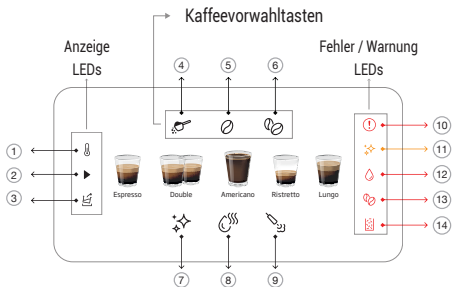 Kaffeevorwahltasten
Anzeige
LEDs
Fehler / Warnung
LEDs
4 5 6
1
2
3
10
11
12
13
14
Espresso Double Americano Ristretto Lungo
7 8 9